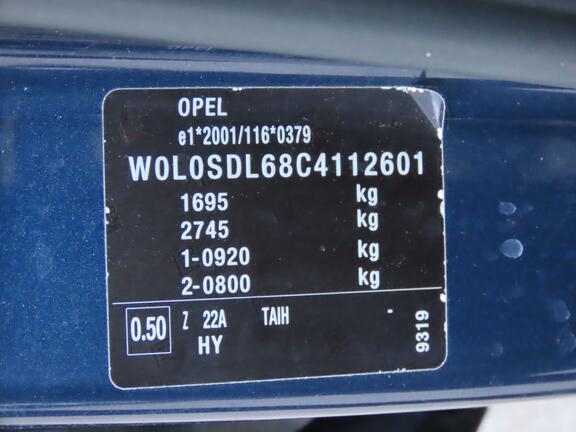 OPEL
OPEL
e1*2001/116*0379
W0L0SDL68C4112601
1695 kg
2745 kg
1-0920 kg
2-0800 kg
0.50 Z 22A TAIH -
HY
9319